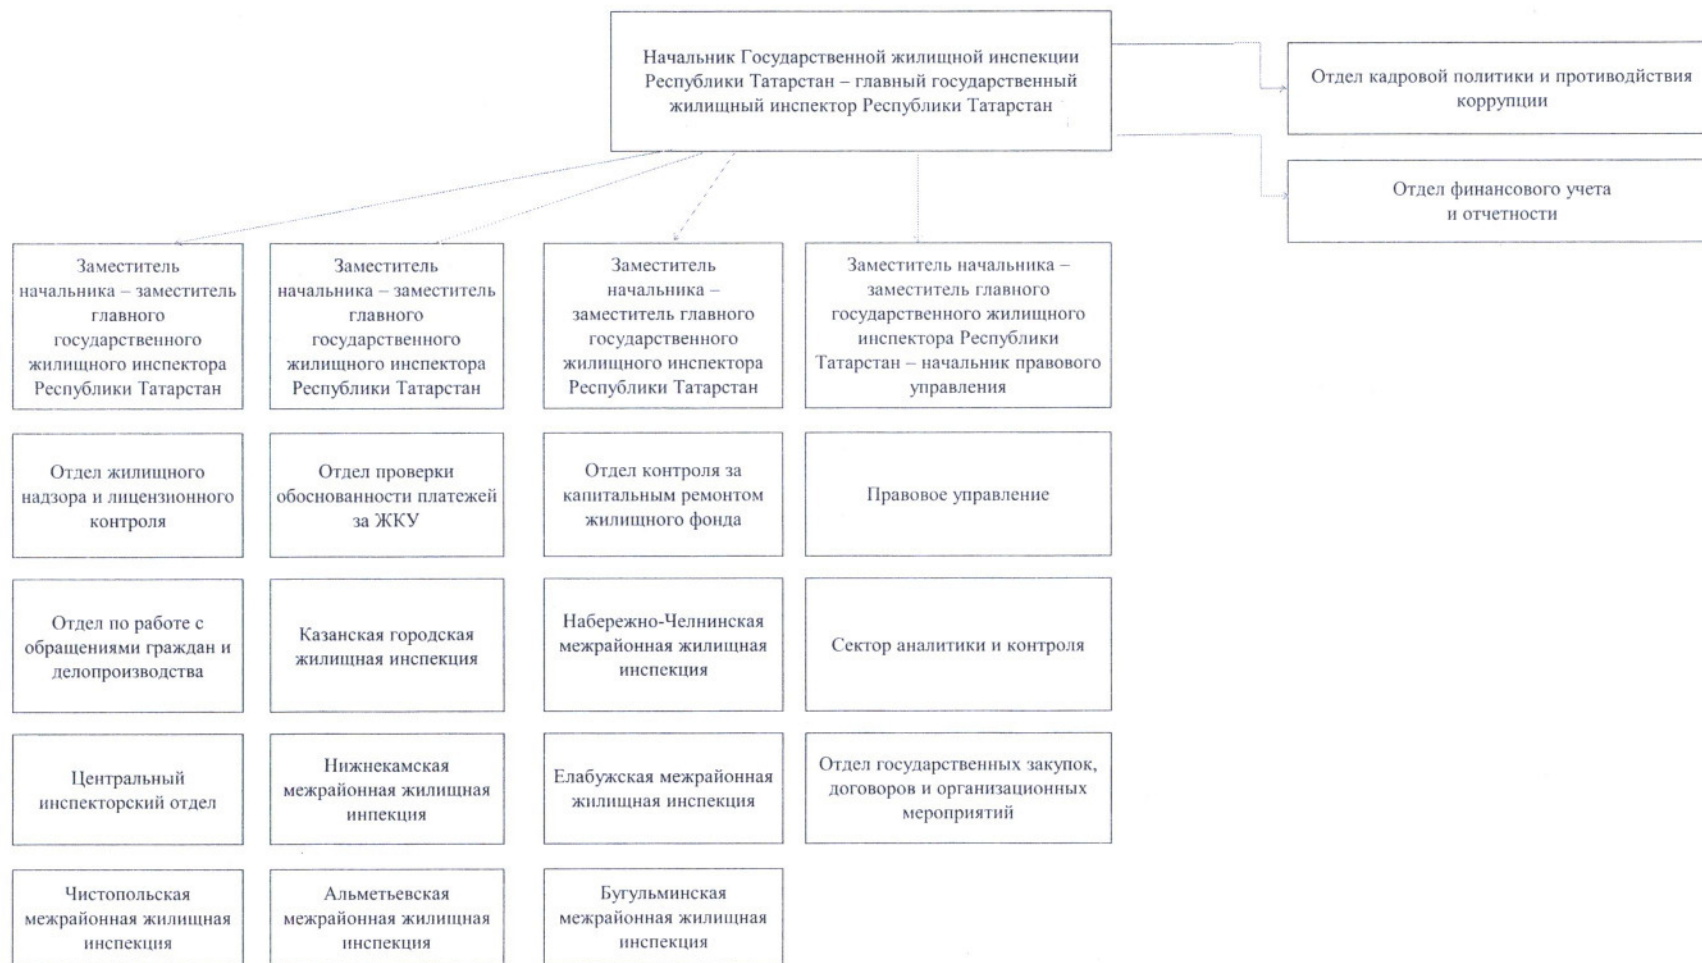 Начальник Государственной жилищной инспекции
Республики Татарстан – главный государственный
жилищный инспектор Республики Татарстан
Отдел кадровой политики и противодйствия
коррупции
Отдел финансового учета
и отчетности
Заместитель
начальника – заместитель
главного
государственного
жилищного инспектора
Республики Татарстан
Заместитель
начальника – заместитель
главного
государственного
жилищного инспектора
Республики Татарстан
Заместитель
начальника –
заместитель главного
государственного
жилищного инспектора
Республики Татарстан
Заместитель начальника –
заместитель главного
государственного жилищного
инспектора Республики
Татарстан – начальник правового
управления
Отдел жилищного
надзора и лицензионного
контроля
Отдел проверки
обоснованности платежей
за ЖКУ
Отдел контроля за
капитальным ремонтом
жилищного фонда
Правовое управление
Отдел по работе с
обращениями граждан и
делопроизводства
Казанская городская
жилищная инспекция
Набережно-Челнинская
межрайонная жилищная
инспекция
Сектор аналитики и контроля
Центральный
инспекторский отдел
Нижнекамская
межрайонная жилищная
инпекция
Елабужская межрайонная
жилищная инспекция
Отдел государственных закупок,
договоров и организационных
мероприятий
Чистопольская
межрайонная жилищная
инспекция
Альметьевская
межрайонная жилищная
инспекция
Бугульминская
межрайонная жилищная
инспекция